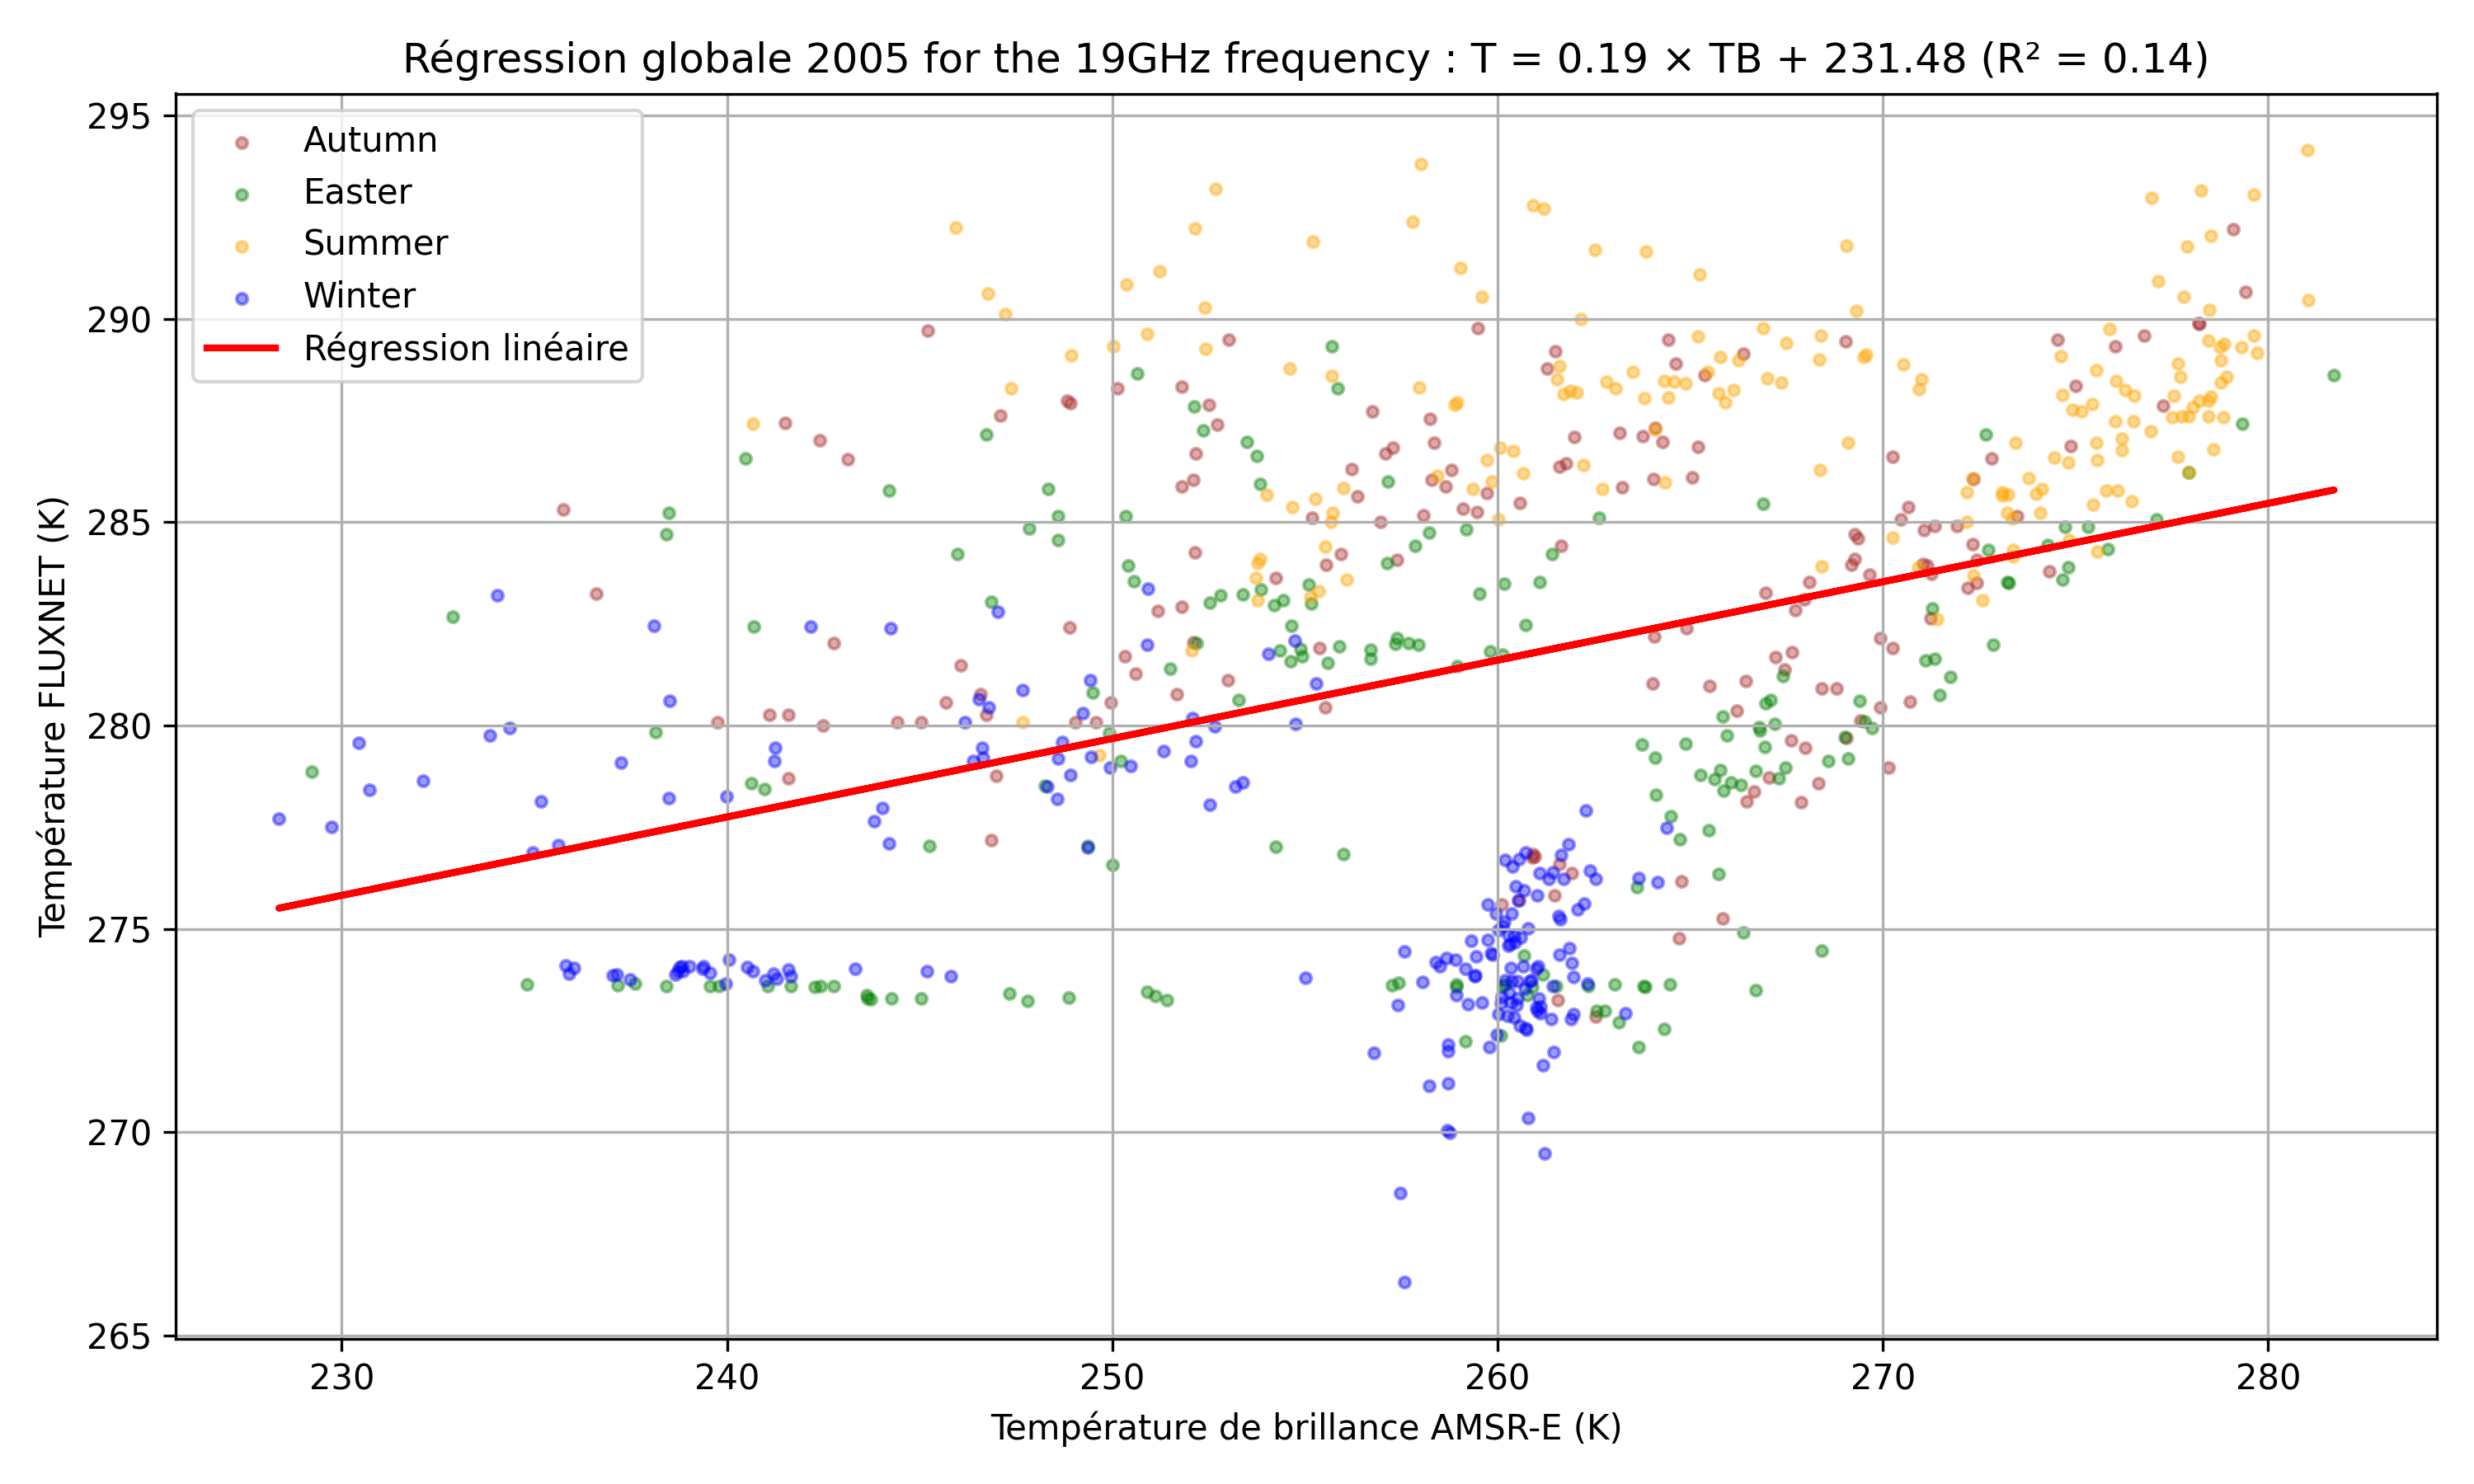 Régression globale 2005 for the 19GHz frequency : T = 0.19 × TB + 231.48 (R² = 0.14)
Autumn
Easter
Summer
Winter
Régression linéaire
Température FLUXNET (K)
295
290
285
280
275
270
265
230 240 250 260 270 280
Température de brillance AMSR-E (K)